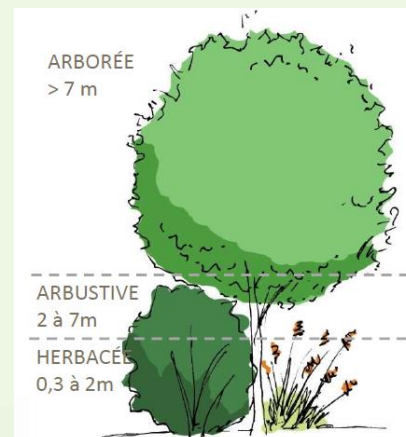 ARBORÉE
> 7 m
ARBUSTIVE
2 à 7m
HERBACÉE
0,3 à 2m